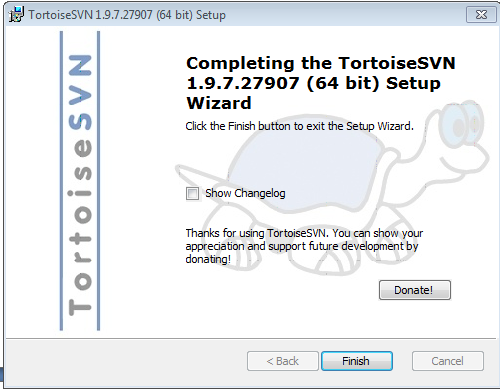 TortoiseSVN 1.9.7.27907 (64 bit) Setup
TortoiseSVN
Completing the TortoiseSVN
1.9.7.27907 (64 bit) Setup
Wizard
Click the Finish button to exit the Setup Wizard.
Show Changelog
Thanks for using TortoiseSVN. You can show your
appreciation and support future development by
donating!
Donate!
< Back
Finish
Cancel